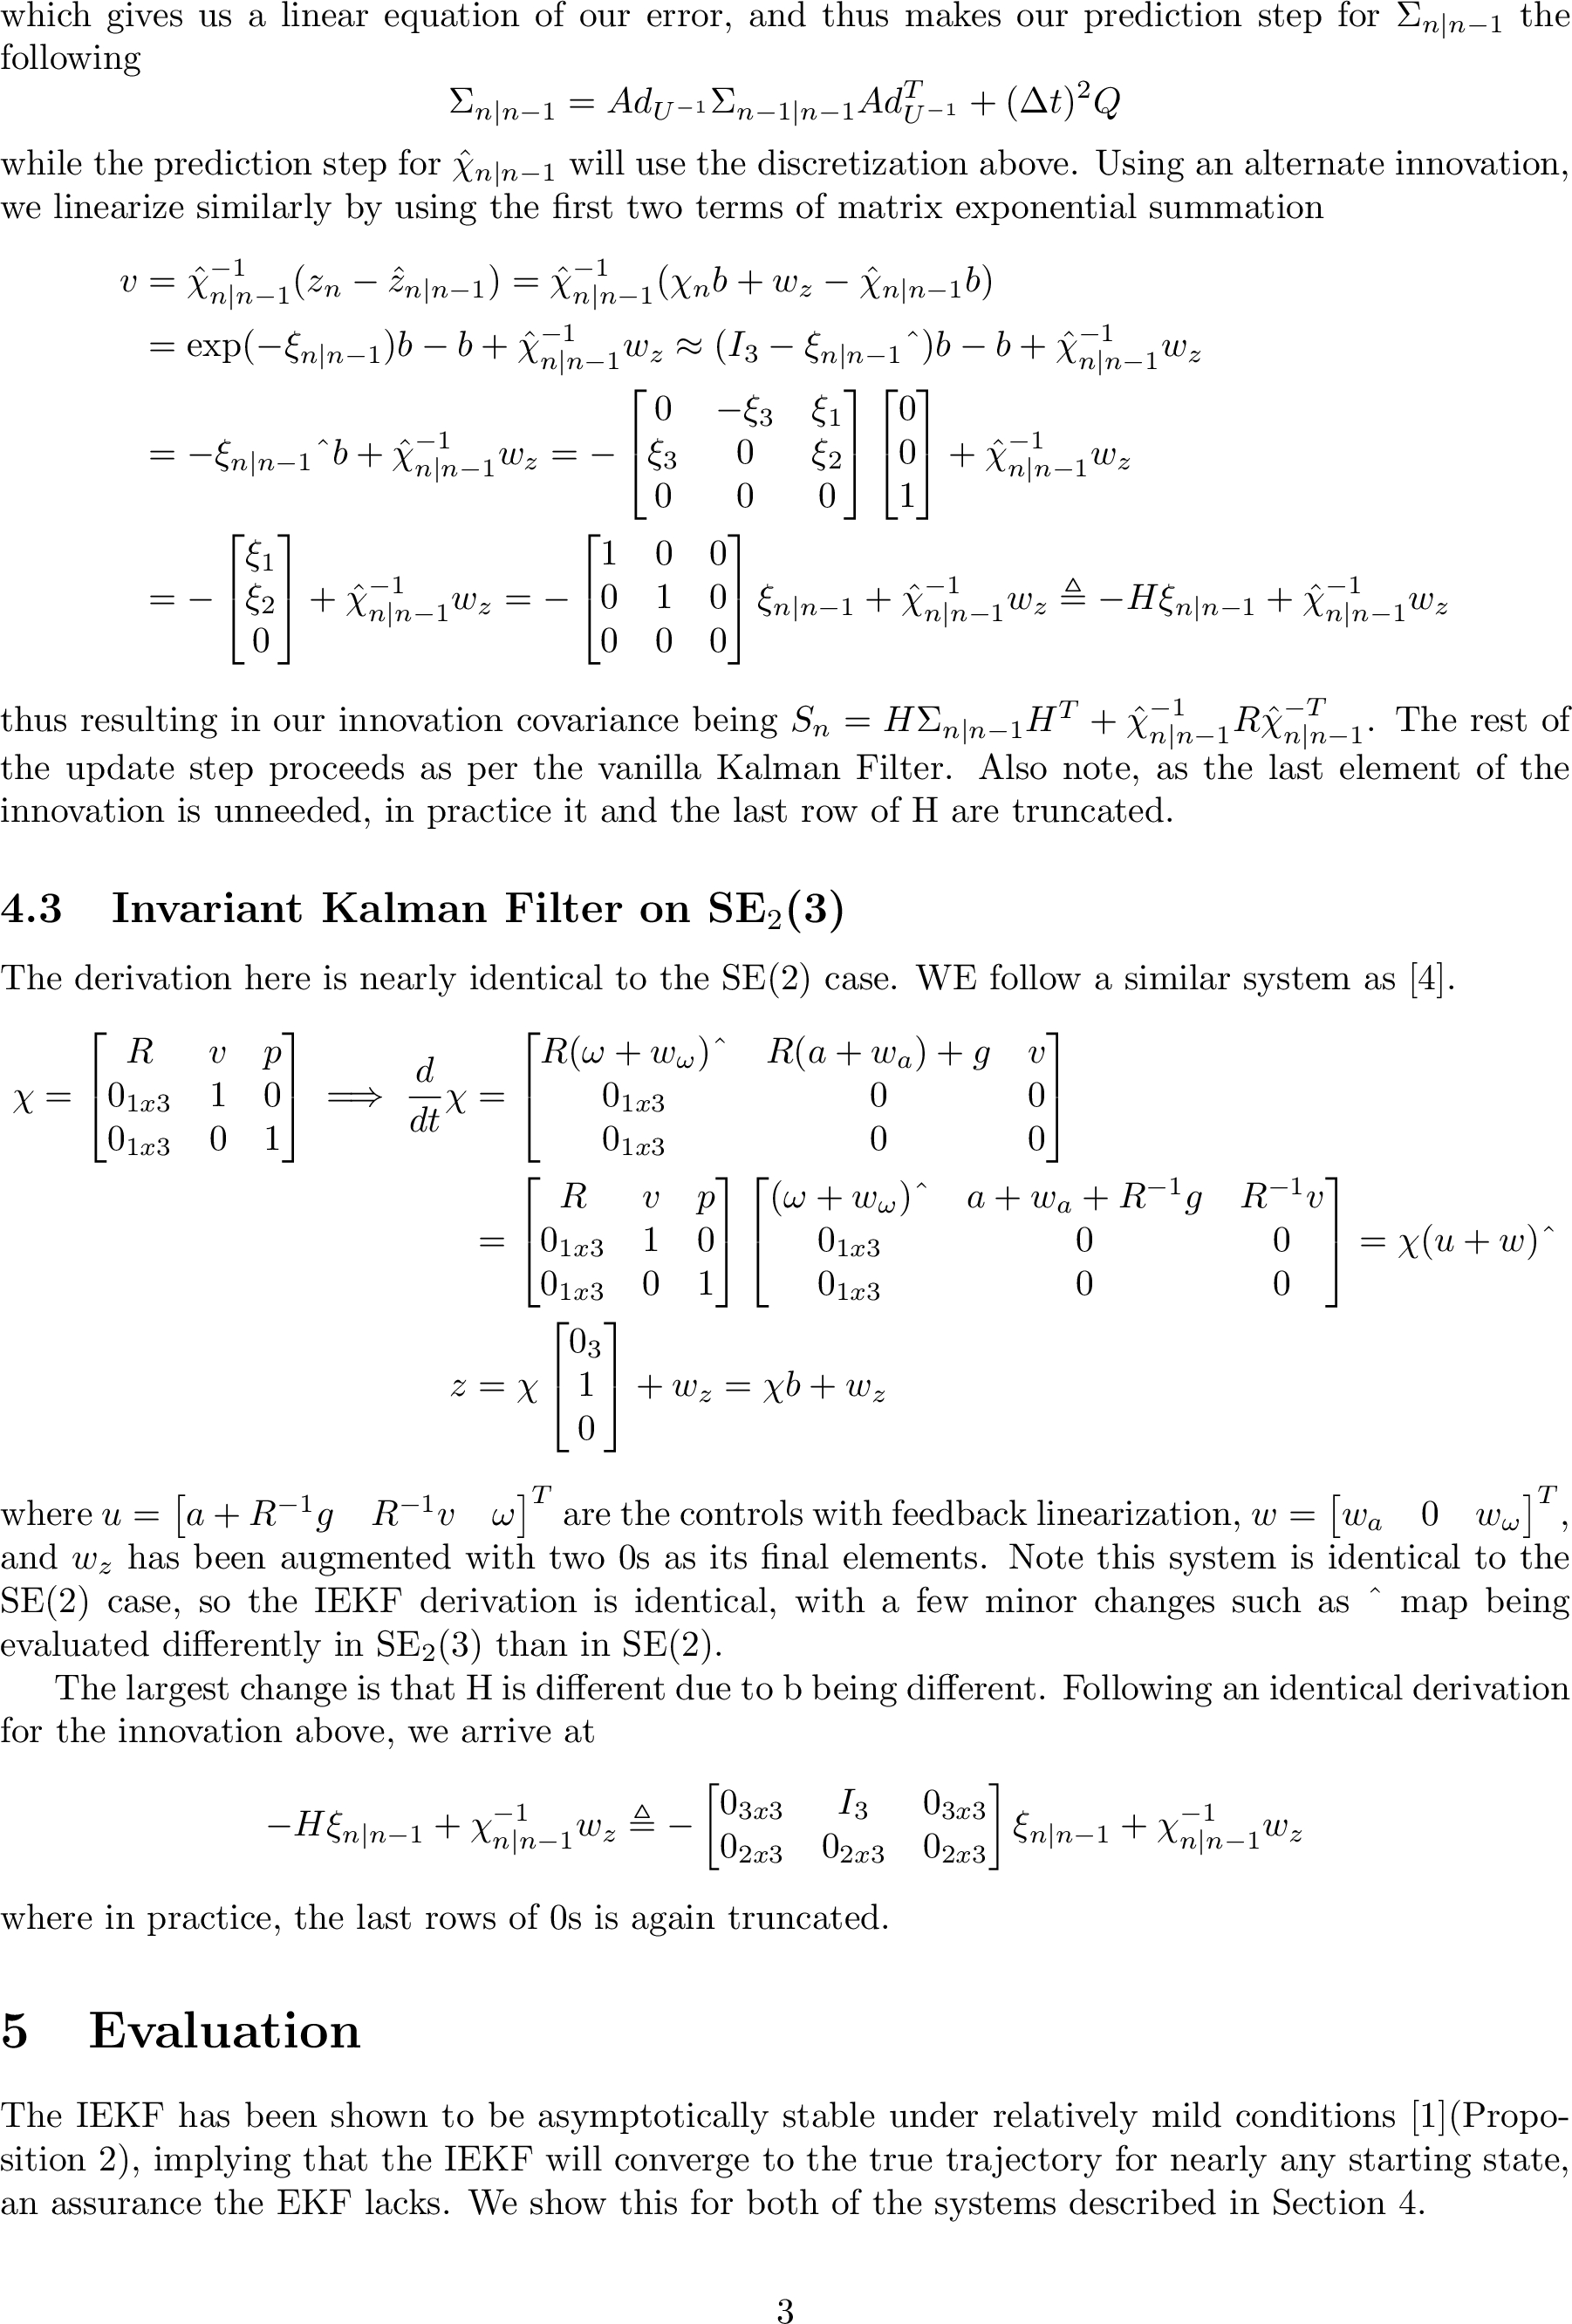 which gives us a linear equation of our error, and thus makes our prediction step for $\Sigma_{n|n-1}$ the
following
$\Sigma_{n|n-1} = Ad_{U^{-1}}\Sigma_{n-1|n-1}Ad_{U^{-1}}^T + (\Delta t)^2 Q$
while the prediction step for $\hat{\chi}_{n|n-1}$ will use the discretization above. Using an alternate innovation,
we linearize similarly by using the first two terms of matrix exponential summation
$v = \hat{\chi}_{n|n-1}^{-1}(z_n - \hat{z}_{n|n-1}) = \hat{\chi}_{n|n-1}^{-1}(\chi_n b + w_z - \hat{\chi}_{n|n-1}b)$
$= \exp(-\xi_{n|n-1})b - b + \hat{\chi}_{n|n-1}^{-1}w_z \approx (I_3 - \xi_{n|n-1}\hat{\ })b - b + \hat{\chi}_{n|n-1}^{-1}w_z$
$= -\xi_{n|n-1}\hat{\ }b + \hat{\chi}_{n|n-1}^{-1}w_z = -\begin{bmatrix} 0 & -\xi_3 & \xi_1 \\ \xi_3 & 0 & \xi_2 \\ 0 & 0 & 0 \end{bmatrix}\begin{bmatrix} 0 \\ 0 \\ 1 \end{bmatrix} + \hat{\chi}_{n|n-1}^{-1}w_z$
$= -\begin{bmatrix} \xi_1 \\ \xi_2 \\ 0 \end{bmatrix} + \hat{\chi}_{n|n-1}^{-1}w_z = -\begin{bmatrix} 1 & 0 & 0 \\ 0 & 1 & 0 \\ 0 & 0 & 0 \end{bmatrix}\xi_{n|n-1} + \hat{\chi}_{n|n-1}^{-1}w_z \triangleq -H\xi_{n|n-1} + \hat{\chi}_{n|n-1}^{-1}w_z$
thus resulting in our innovation covariance being $S_n = H\Sigma_{n|n-1}H^T + \hat{\chi}_{n|n-1}^{-1}R\hat{\chi}_{n|n-1}^{-T}$. The rest of
the update step proceeds as per the vanilla Kalman Filter. Also note, as the last element of the
innovation is unneeded, in practice it and the last row of H are truncated.
4.3 Invariant Kalman Filter on SE$_2$(3)
The derivation here is nearly identical to the SE(2) case. WE follow a similar system as [4].
$\chi = \begin{bmatrix} R & v & p \\ 0_{1x3} & 1 & 0 \\ 0_{1x3} & 0 & 1 \end{bmatrix} \implies \frac{d}{dt}\chi = \begin{bmatrix} R(\omega + w_\omega)\hat{\ } & R(a + w_a) + g & v \\ 0_{1x3} & 0 & 0 \\ 0_{1x3} & 0 & 0 \end{bmatrix}$
$= \begin{bmatrix} R & v & p \\ 0_{1x3} & 1 & 0 \\ 0_{1x3} & 0 & 1 \end{bmatrix}\begin{bmatrix} (\omega + w_\omega)\hat{\ } & a + w_a + R^{-1}g & R^{-1}v \\ 0_{1x3} & 0 & 0 \\ 0_{1x3} & 0 & 0 \end{bmatrix} = \chi(u + w)\hat{\ }$
$z = \chi\begin{bmatrix} 0_3 \\ 1 \\ 0 \end{bmatrix} + w_z = \chi b + w_z$
where $u = \begin{bmatrix} a + R^{-1}g & R^{-1}v & \omega \end{bmatrix}^T$ are the controls with feedback linearization, $w = \begin{bmatrix} w_a & 0 & w_\omega \end{bmatrix}^T$,
and $w_z$ has been augmented with two 0s as its final elements. Note this system is identical to the
SE(2) case, so the IEKF derivation is identical, with a few minor changes such as ˆ map being
evaluated differently in SE$_2$(3) than in SE(2).
The largest change is that H is different due to b being different. Following an identical derivation
for the innovation above, we arrive at
$-H\xi_{n|n-1} + \chi_{n|n-1}^{-1}w_z \triangleq -\begin{bmatrix} 0_{3x3} & I_3 & 0_{3x3} \\ 0_{2x3} & 0_{2x3} & 0_{2x3} \end{bmatrix}\xi_{n|n-1} + \chi_{n|n-1}^{-1}w_z$
where in practice, the last rows of 0s is again truncated.
5 Evaluation
The IEKF has been shown to be asymptotically stable under relatively mild conditions [1](Propo-
sition 2), implying that the IEKF will converge to the true trajectory for nearly any starting state,
an assurance the EKF lacks. We show this for both of the systems described in Section 4.
3